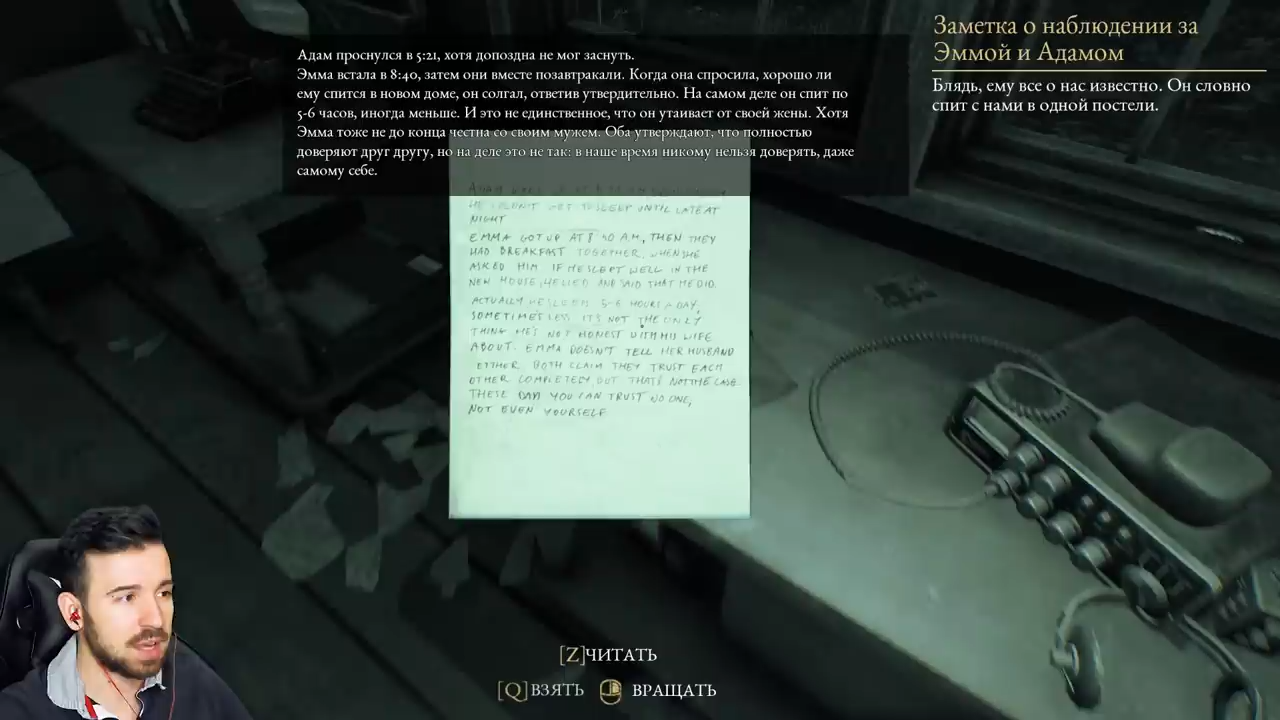 Адам проснулся в 5:21, хотя допоздна не мог заснуть.
Эмма встала в 8:40, затем они вместе позавтракали. Когда она спросила, хорошо ли
ему спится в новом доме, он солгал, ответив утвердительно. На самом деле он спит по
5-6 часов, иногда меньше. И это не единственное, что он утаивает от своей жены. Хотя
Эмма тоже не до конца честна со своим мужем. Оба утверждают, что полностью
доверяют друг другу, но на деле это не так: в наше время никому нельзя доверять, даже
самому себе.
Заметка о наблюдении за
Эммой и Адамом
Блядь, ему все о нас известно. Он словно
спит с нами в одной постели.
ADAM
GET TO SLEEP UNTIL LATE AT
NIGHT
EMMA GOT UP AT 8 40 A.M, THEN THEY
HAD BREAKFAST TOGETHER, WHEN SHE
ASKED HIM IF HE SLEPT WELL IN THE
NEW HOUSE, HE LIED AND SAID THAT HE DID.
ACTUALLY HE SLEEPS 5-6 HOURS A DAY,
SOMETIMES LESS IT'S NOT THE ONLY
THING HE'S NOT HONEST WITH HIS WIFE
ABOUT. EMMA DOESN'T TELL HER HUSBAND
EITHER. BOTH CLAIM THEY TRUST EACH
OTHER COMPLETELY, BUT THAT'S NOT THE CASE.
THESE DAYS YOU CAN TRUST NO ONE,
NOT EVEN YOURSELF
[Z]ЧИТАТЬ
[Q]ВЗЯТЬ ВРАЩАТЬ